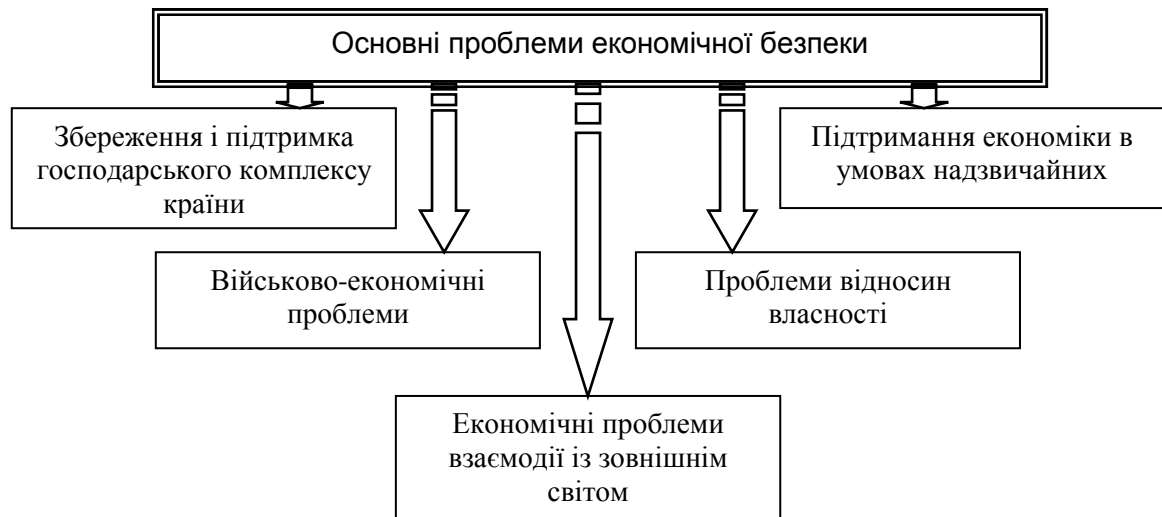 Основні проблеми економічної безпеки
Збереження і підтримка
господарського комплексу
країни
Підтримання економіки в
умовах надзвичайних
Військово-економічні
проблеми
Проблеми відносин
власності
Економічні проблеми
взаємодії із зовнішнім
світом